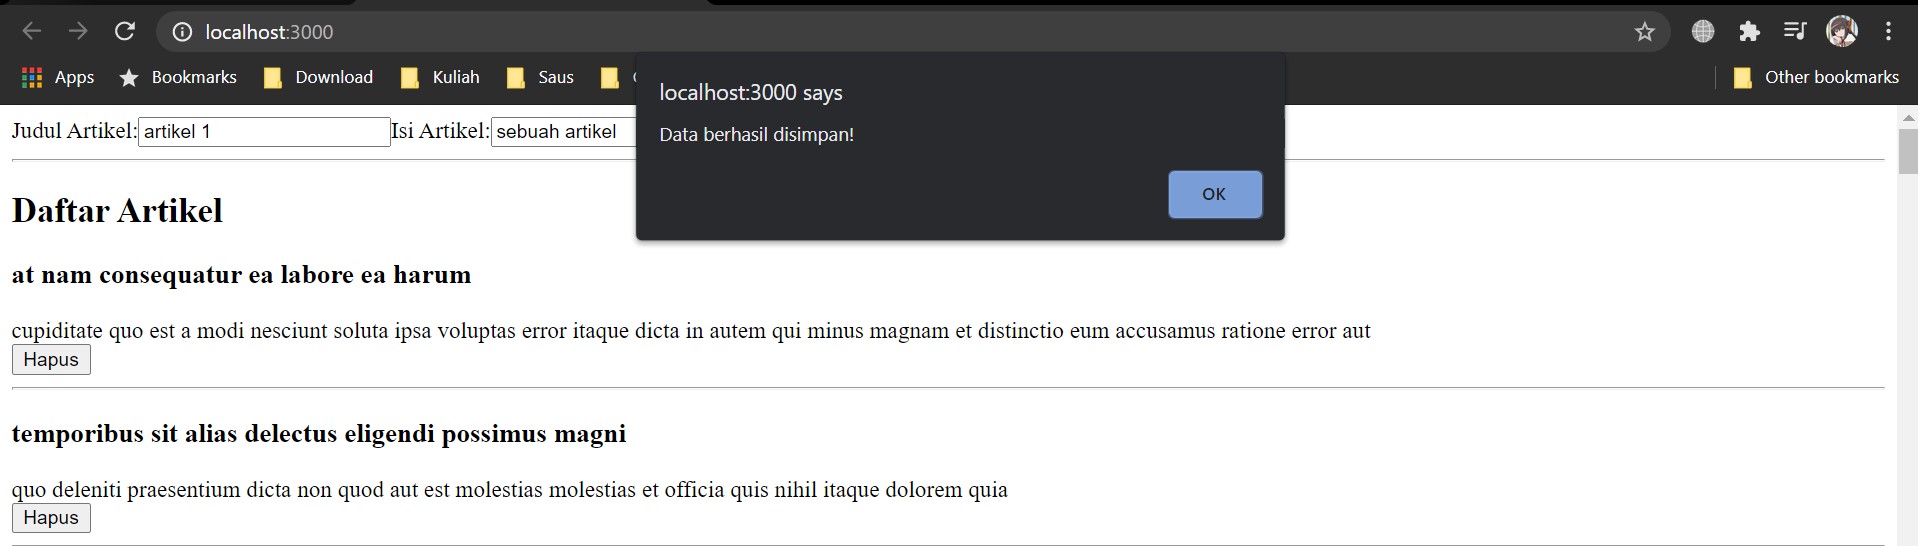 localhost:3000
Apps Bookmarks Download Kuliah Saus Other bookmarks
localhost:3000 says
Data berhasil disimpan!
OK
Judul Artikel: artikel 1 Isi Artikel: sebuah artikel
Daftar Artikel
at nam consequatur ea labore ea harum
cupiditate quo est a modi nesciunt soluta ipsa voluptas error itaque dicta in autem qui minus magnam et distinctio eum accusamus ratione error aut
Hapus
temporibus sit alias delectus eligendi possimus magni
quo deleniti praesentium dicta non quod aut est molestias molestias et officia quis nihil itaque dolorem quia
Hapus